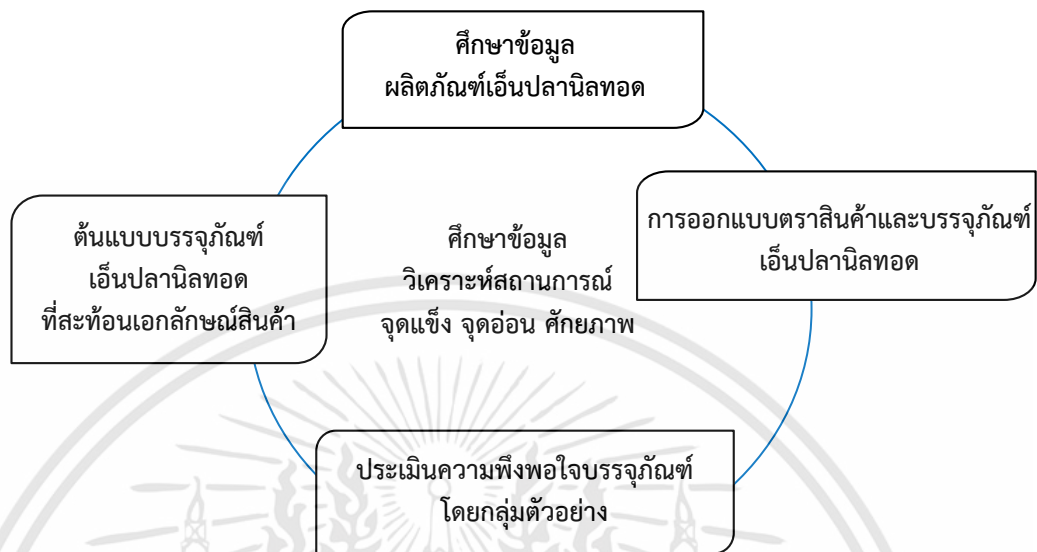 ศึกษาข้อมูล
ผลิตภัณฑ์เอ็นปลานิลทอด
การออกแบบตราสินค้าและบรรจุภัณฑ์
เอ็นปลานิลทอด
ต้นแบบบรรจุภัณฑ์
เอ็นปลานิลทอด
ที่สะท้อนเอกลักษณ์สินค้า
ศึกษาข้อมูล
วิเคราะห์สถานการณ์
จุดแข็ง จุดอ่อน ศักยภาพ
ประเมินความพึงพอใจบรรจุภัณฑ์
โดยกลุ่มตัวอย่าง